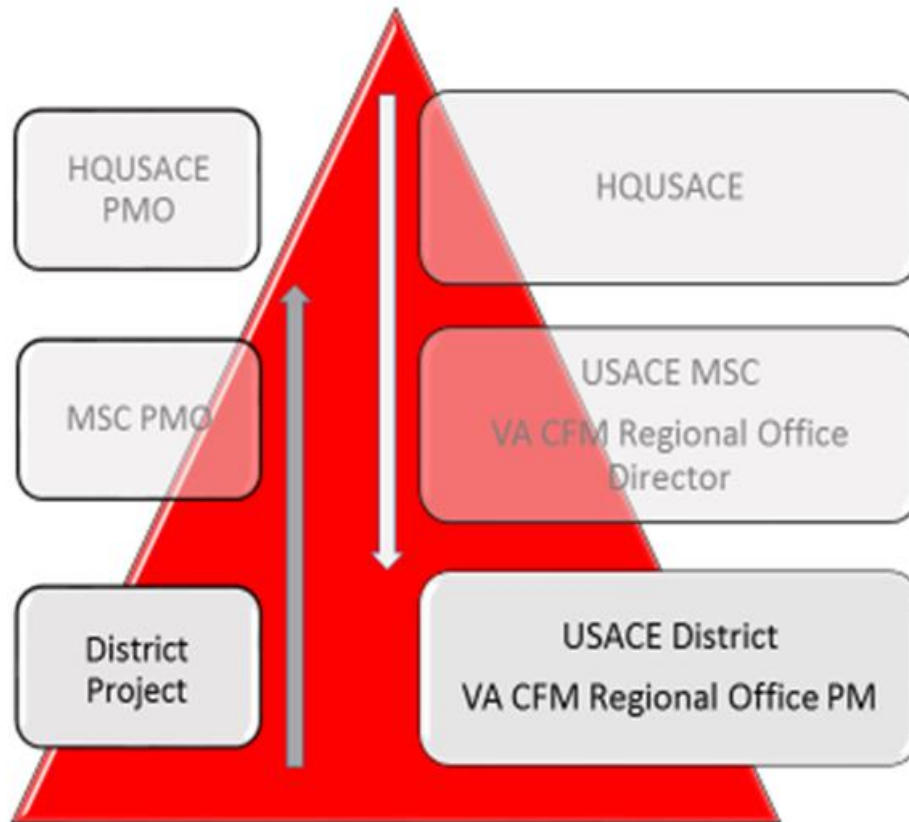 HQUSACE
PMO
HQUSACE
MSC PMO
USACE MSC
VA CFM Regional Office
Director
District
Project
USACE District
VA CFM Regional Office PM